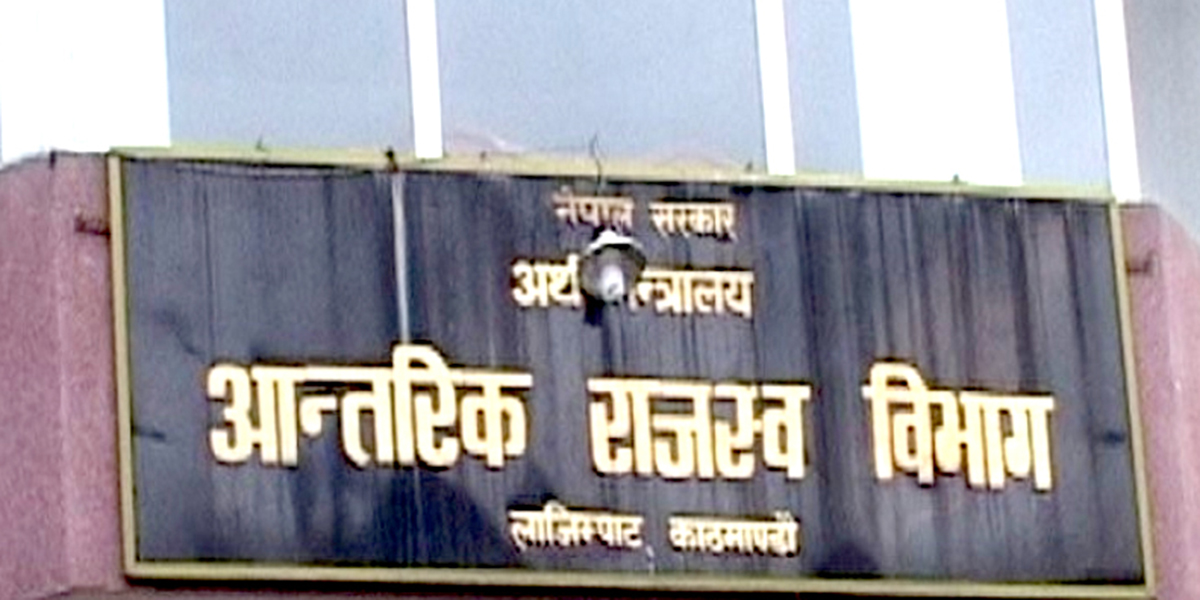 नेपाल सरकार
अर्थ मन्त्रालय
आन्तरिक राजस्व विभाग
लाजिम्पाट, काठमाण्डौ